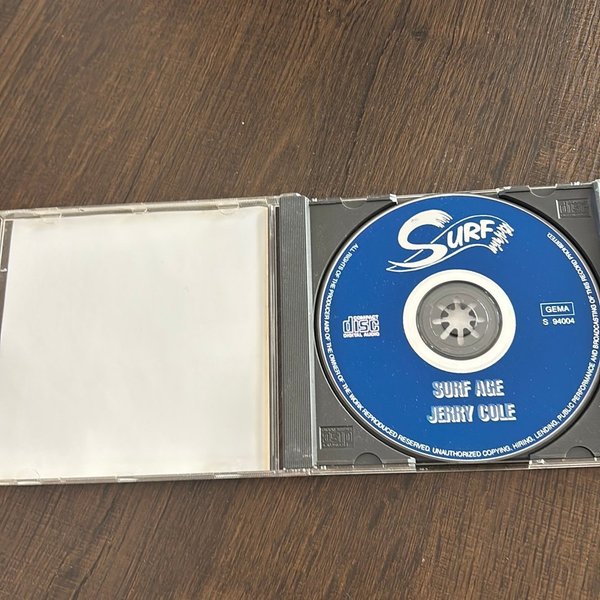 SURF
COMPACT
disc
DIGITAL AUDIO
GEMA
S 94004
SURF AGE
JERRY COLE
ALL RIGHTS OF THE PRODUCER AND OF THE OWNER OF THE WORK REPRODUCED RESERVED. UNAUTHORIZED COPYING, HIRING, LENDING, PUBLIC PERFORMANCE AND BROADCASTING OF THIS RECORD PROHIBITED.